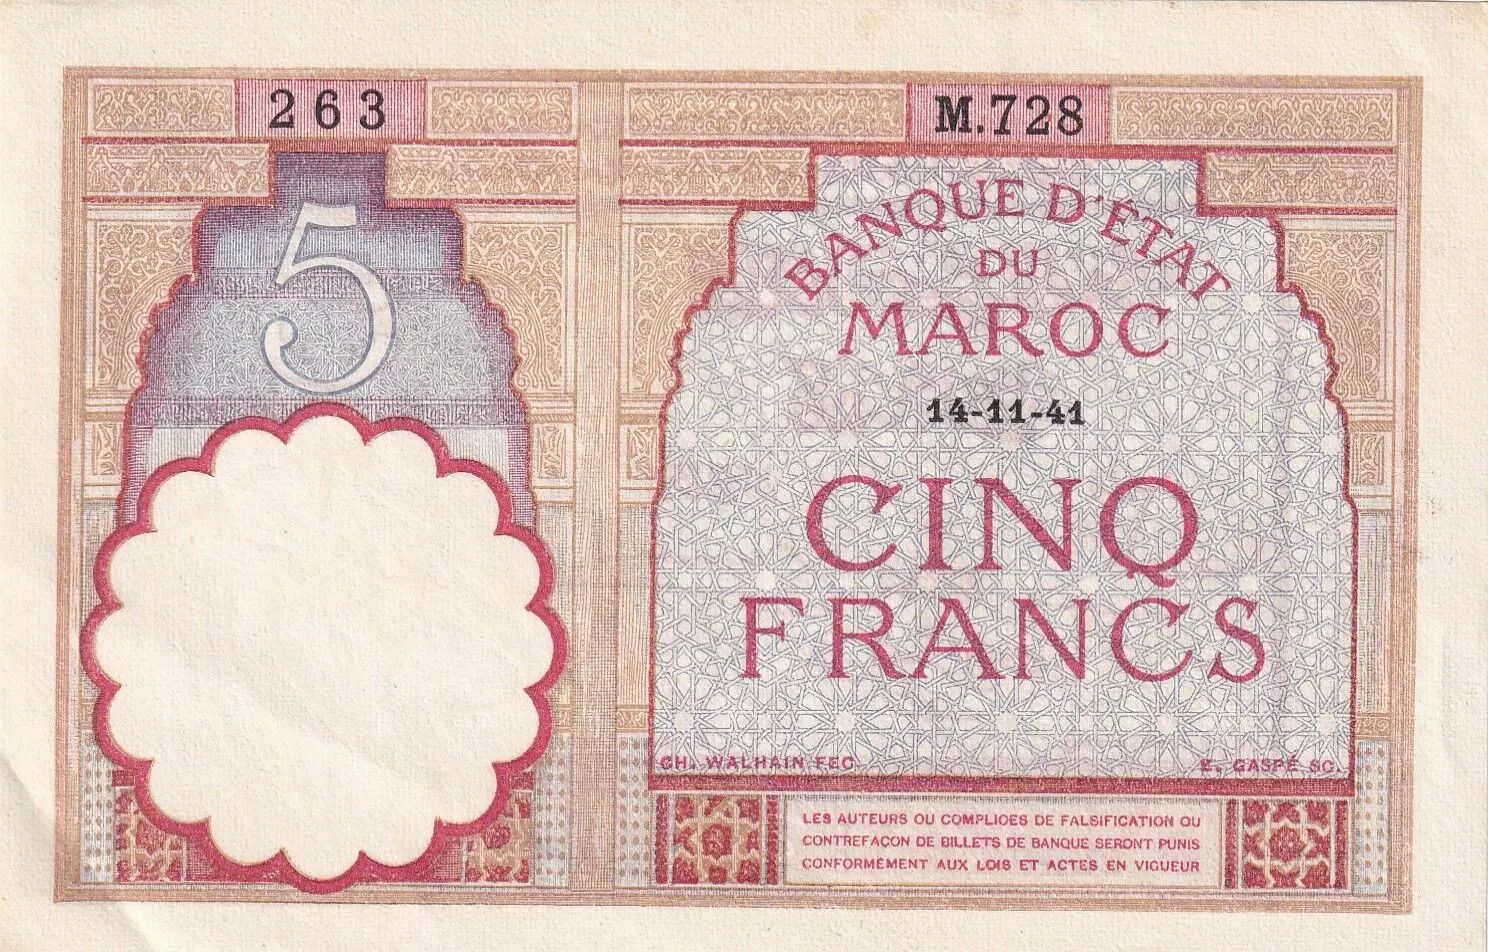 263
M.728
5
BANQUE D'ÉTAT
DU
MAROC
14-11-41
CINQ
FRANCS
CH. WALHAIN FEC
E. GASPÉ SC.
LES AUTEURS OU COMPLICES DE FALSIFICATION OU
CONTREFAÇON DE BILLETS DE BANQUE SERONT PUNIS
CONFORMÉMENT AUX LOIS ET ACTES EN VIGUEUR